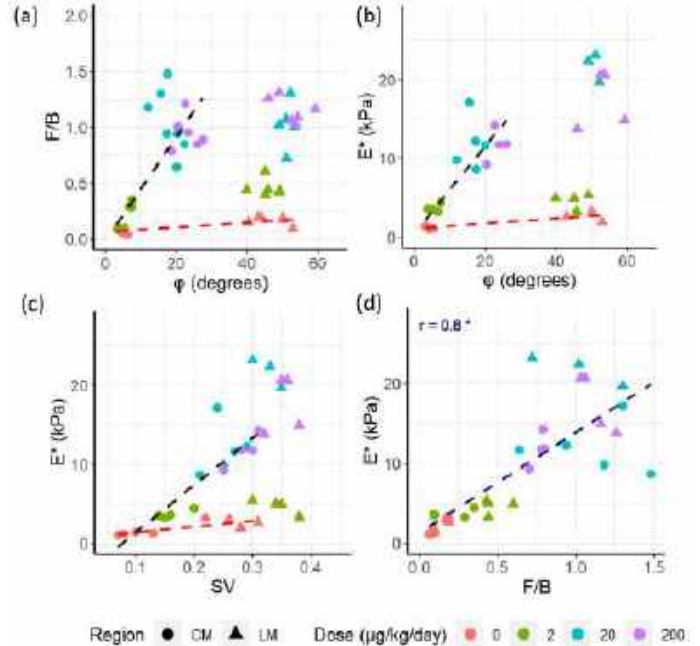 (a)
F/B
2.0
1.5
1.0
0.5
0.0
0
20
40
60
φ (degrees)
(b)
E* (kPa)
20
10
0
0
20
40
60
φ (degrees)
(c)
E* (kPa)
20
10
0
0.1
0.2
0.3
0.4
SV
(d)
r = 0.8 *
E* (kPa)
20
10
0
0.0
0.5
1.0
1.5
F/B
Region CM LM Dose (μg/kg/day) 0 2 20 200